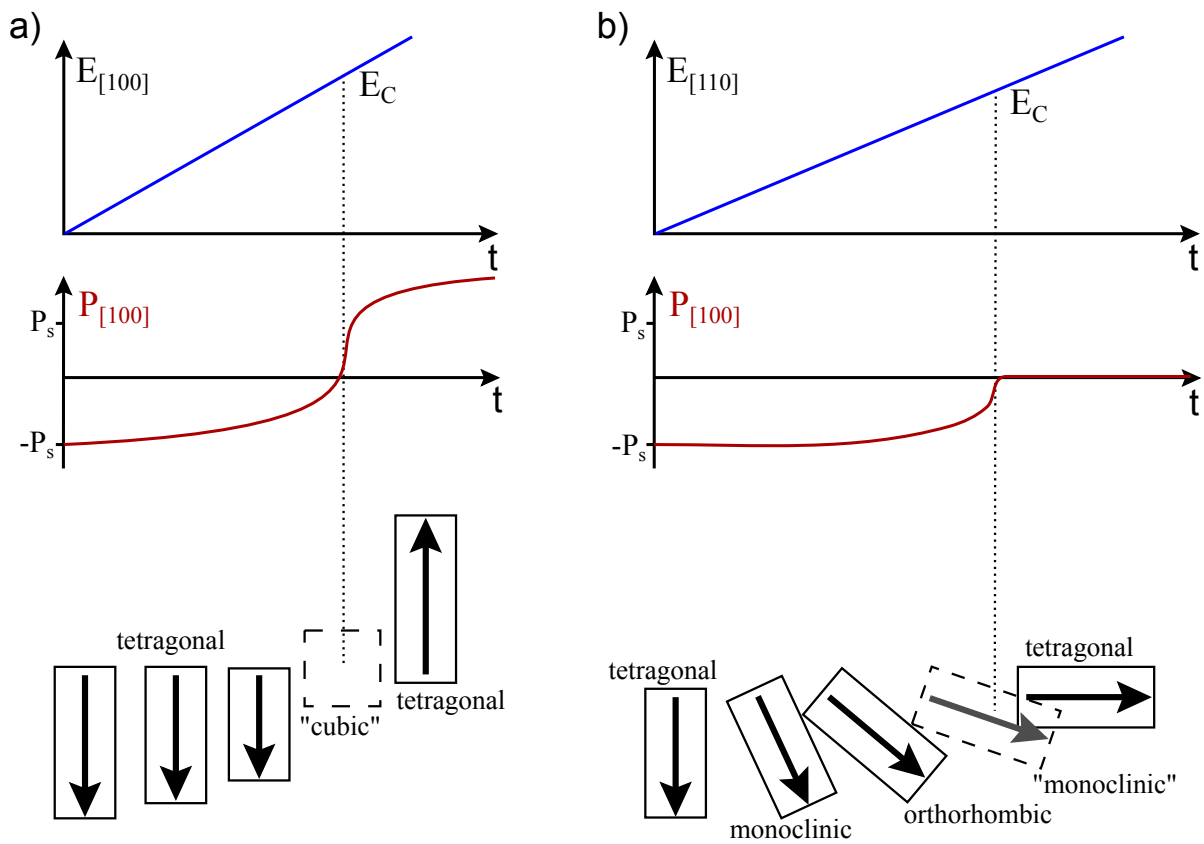 a)
E[100]
EC
t
Ps
P[100]
-Ps
t
tetragonal
"cubic"
tetragonal
b)
E[110]
EC
t
Ps
P[100]
-Ps
t
tetragonal
monoclinic
orthorhombic
"monoclinic"
tetragonal